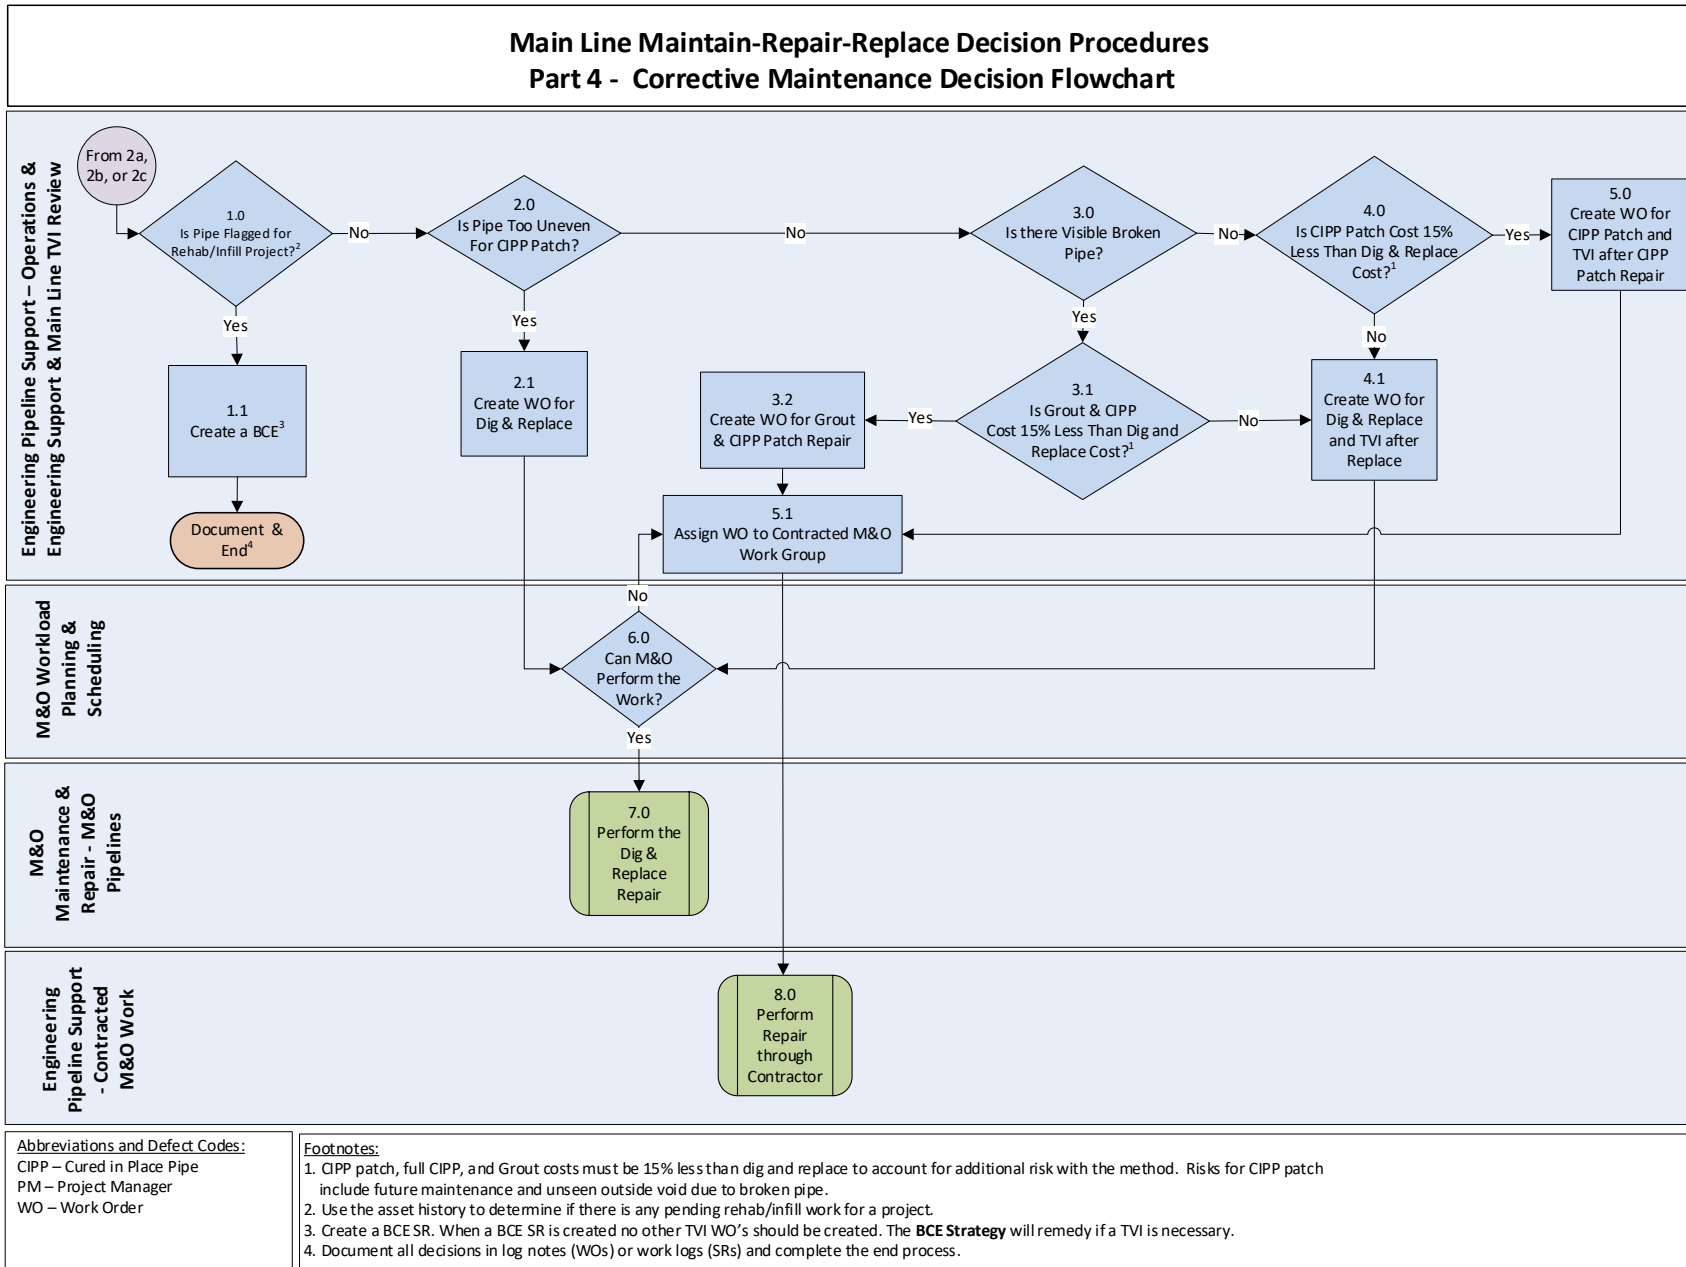 Main Line Maintain-Repair-Replace Decision Procedures
Part 4 - Corrective Maintenance Decision Flowchart
Engineering Pipeline Support – Operations &
Engineering Support & Main Line TVI Review
From 2a,
2b, or 2c
1.0
Is Pipe Flagged for
Rehab/Infill Project?2
No
Yes
1.1
Create a BCE3
Document &
End4
2.0
Is Pipe Too Uneven
For CIPP Patch?
No
Yes
2.1
Create WO for
Dig & Replace
3.0
Is there Visible Broken
Pipe?
No
Yes
3.1
Is Grout & CIPP
Cost 15% Less Than Dig and
Replace Cost?1
Yes
No
3.2
Create WO for Grout
& CIPP Patch Repair
4.0
Is CIPP Patch Cost 15%
Less Than Dig & Replace
Cost?1
Yes
No
4.1
Create WO for
Dig & Replace
and TVI after
Replace
5.0
Create WO for
CIPP Patch and
TVI after CIPP
Patch Repair
5.1
Assign WO to Contracted M&O
Work Group
M&O Workload
Planning &
Scheduling
No
6.0
Can M&O
Perform the
Work?
Yes
M&O
Maintenance &
Repair - M&O
Pipelines
7.0
Perform the
Dig &
Replace
Repair
Engineering
Pipeline Support
- Contracted
M&O Work
8.0
Perform
Repair
through
Contractor
Abbreviations and Defect Codes:
CIPP – Cured in Place Pipe
PM – Project Manager
WO – Work Order
Footnotes:
1. CIPP patch, full CIPP, and Grout costs must be 15% less than dig and replace to account for additional risk with the method. Risks for CIPP patch
include future maintenance and unseen outside void due to broken pipe.
2. Use the asset history to determine if there is any pending rehab/infill work for a project.
3. Create a BCE SR. When a BCE SR is created no other TVI WO's should be created. The BCE Strategy will remedy if a TVI is necessary.
4. Document all decisions in log notes (WOs) or work logs (SRs) and complete the end process.